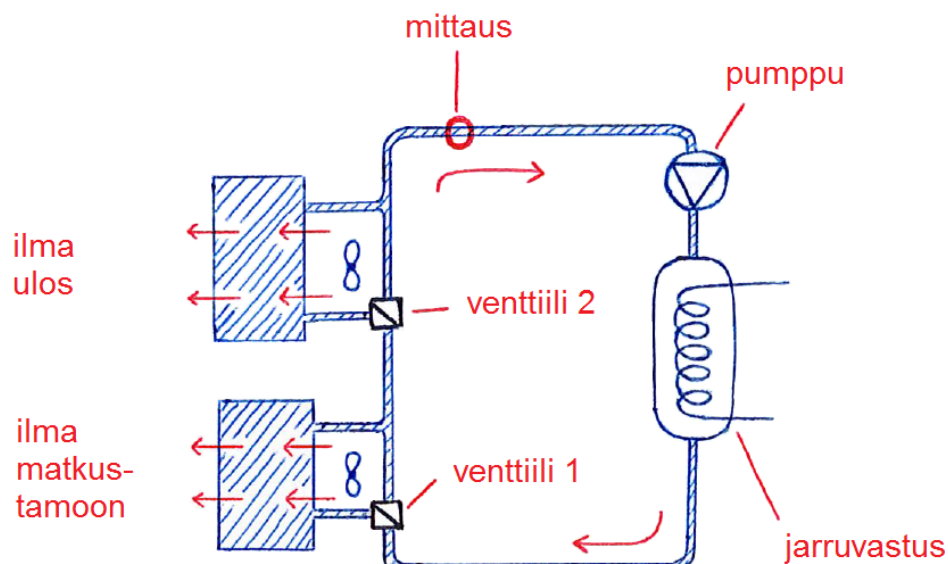 mittaus
pumppu
ilma
ulos
venttiili 2
ilma
matkus-
tamoon
venttiili 1
jarruvastus